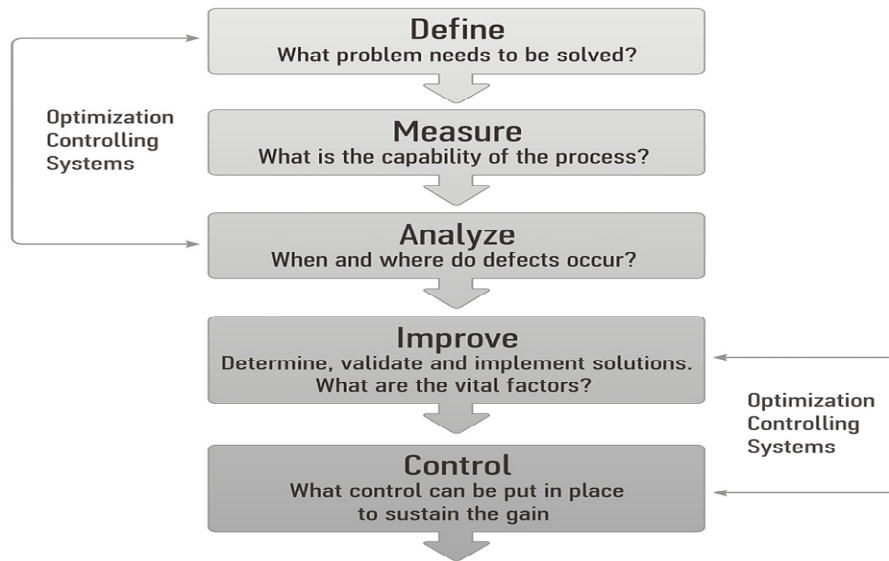 Define
What problem needs to be solved?
Optimization
Controlling
Systems
Measure
What is the capability of the process?
Analyze
When and where do defects occur?
Improve
Determine, validate and implement solutions.
What are the vital factors?
Optimization
Controlling
Systems
Control
What control can be put in place
to sustain the gain